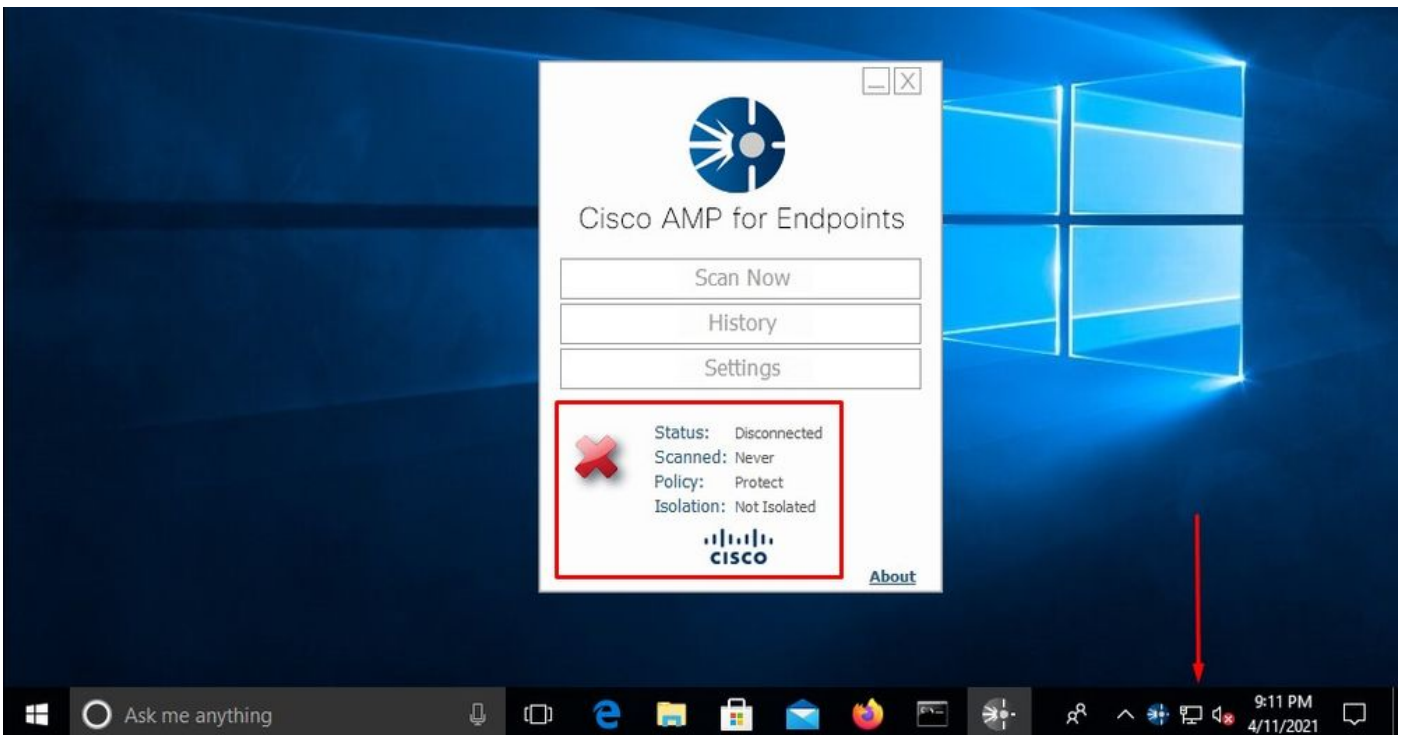 Cisco AMP for Endpoints
Scan Now
History
Settings
Status: Disconnected
Scanned: Never
Policy: Protect
Isolation: Not Isolated
CISCO
About
Ask me anything
9:11 PM
4/11/2021